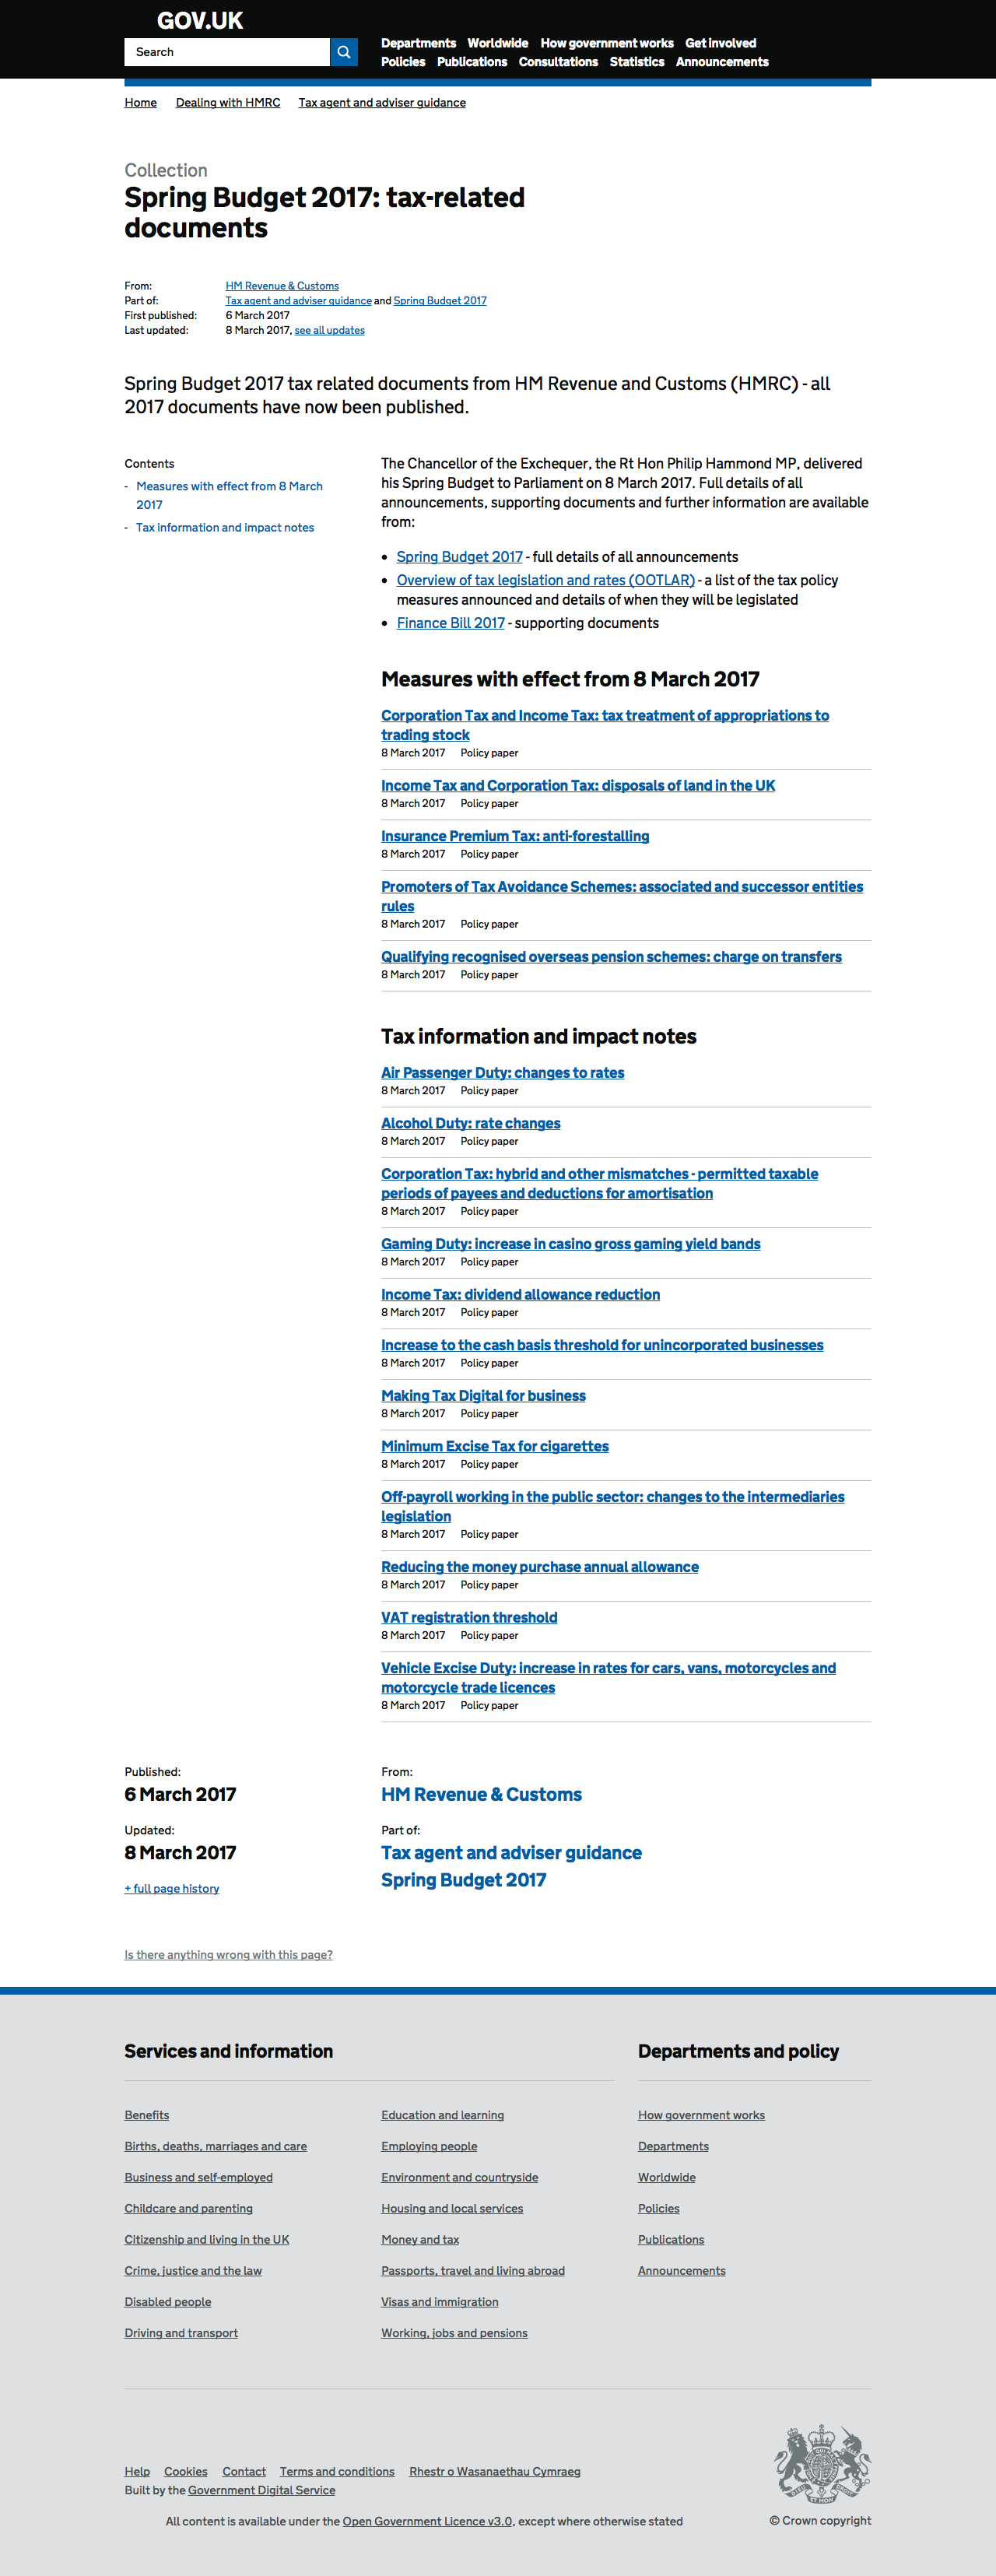 GOV.UK
Search
Departments Worldwide How government works Get involved
Policies Publications Consultations Statistics Announcements
Home Dealing with HMRC Tax agent and adviser guidance
Collection
Spring Budget 2017: tax-related
documents
From: HM Revenue & Customs
Part of: Tax agent and adviser guidance and Spring Budget 2017
First published: 6 March 2017
Last updated: 8 March 2017, see all updates
Spring Budget 2017 tax related documents from HM Revenue and Customs (HMRC) - all
2017 documents have now been published.
Contents
- Measures with effect from 8 March
2017
- Tax information and impact notes
The Chancellor of the Exchequer, the Rt Hon Philip Hammond MP, delivered
his Spring Budget to Parliament on 8 March 2017. Full details of all
announcements, supporting documents and further information are available
from:
• Spring Budget 2017 - full details of all announcements
• Overview of tax legislation and rates (OOTLAR) - a list of the tax policy
measures announced and details of when they will be legislated
• Finance Bill 2017 - supporting documents
Measures with effect from 8 March 2017
Corporation Tax and Income Tax: tax treatment of appropriations to
trading stock
8 March 2017 Policy paper
Income Tax and Corporation Tax: disposals of land in the UK
8 March 2017 Policy paper
Insurance Premium Tax: anti-forestalling
8 March 2017 Policy paper
Promoters of Tax Avoidance Schemes: associated and successor entities
rules
8 March 2017 Policy paper
Qualifying recognised overseas pension schemes: charge on transfers
8 March 2017 Policy paper
Tax information and impact notes
Air Passenger Duty: changes to rates
8 March 2017 Policy paper
Alcohol Duty: rate changes
8 March 2017 Policy paper
Corporation Tax: hybrid and other mismatches - permitted taxable
periods of payees and deductions for amortisation
8 March 2017 Policy paper
Gaming Duty: increase in casino gross gaming yield bands
8 March 2017 Policy paper
Income Tax: dividend allowance reduction
8 March 2017 Policy paper
Increase to the cash basis threshold for unincorporated businesses
8 March 2017 Policy paper
Making Tax Digital for business
8 March 2017 Policy paper
Minimum Excise Tax for cigarettes
8 March 2017 Policy paper
Off-payroll working in the public sector: changes to the intermediaries
legislation
8 March 2017 Policy paper
Reducing the money purchase annual allowance
8 March 2017 Policy paper
VAT registration threshold
8 March 2017 Policy paper
Vehicle Excise Duty: increase in rates for cars, vans, motorcycles and
motorcycle trade licences
8 March 2017 Policy paper
Published:
6 March 2017
Updated:
8 March 2017
+ full page history
From:
HM Revenue & Customs
Part of:
Tax agent and adviser guidance
Spring Budget 2017
Is there anything wrong with this page?
Services and information
Benefits
Births, deaths, marriages and care
Business and self-employed
Childcare and parenting
Citizenship and living in the UK
Crime, justice and the law
Disabled people
Driving and transport
Education and learning
Employing people
Environment and countryside
Housing and local services
Money and tax
Passports, travel and living abroad
Visas and immigration
Working, jobs and pensions
Departments and policy
How government works
Departments
Worldwide
Policies
Publications
Announcements
Help Cookies Contact Terms and conditions Rhestr o Wasanaethau Cymraeg
Built by the Government Digital Service
All content is available under the Open Government Licence v3.0, except where otherwise stated
© Crown copyright